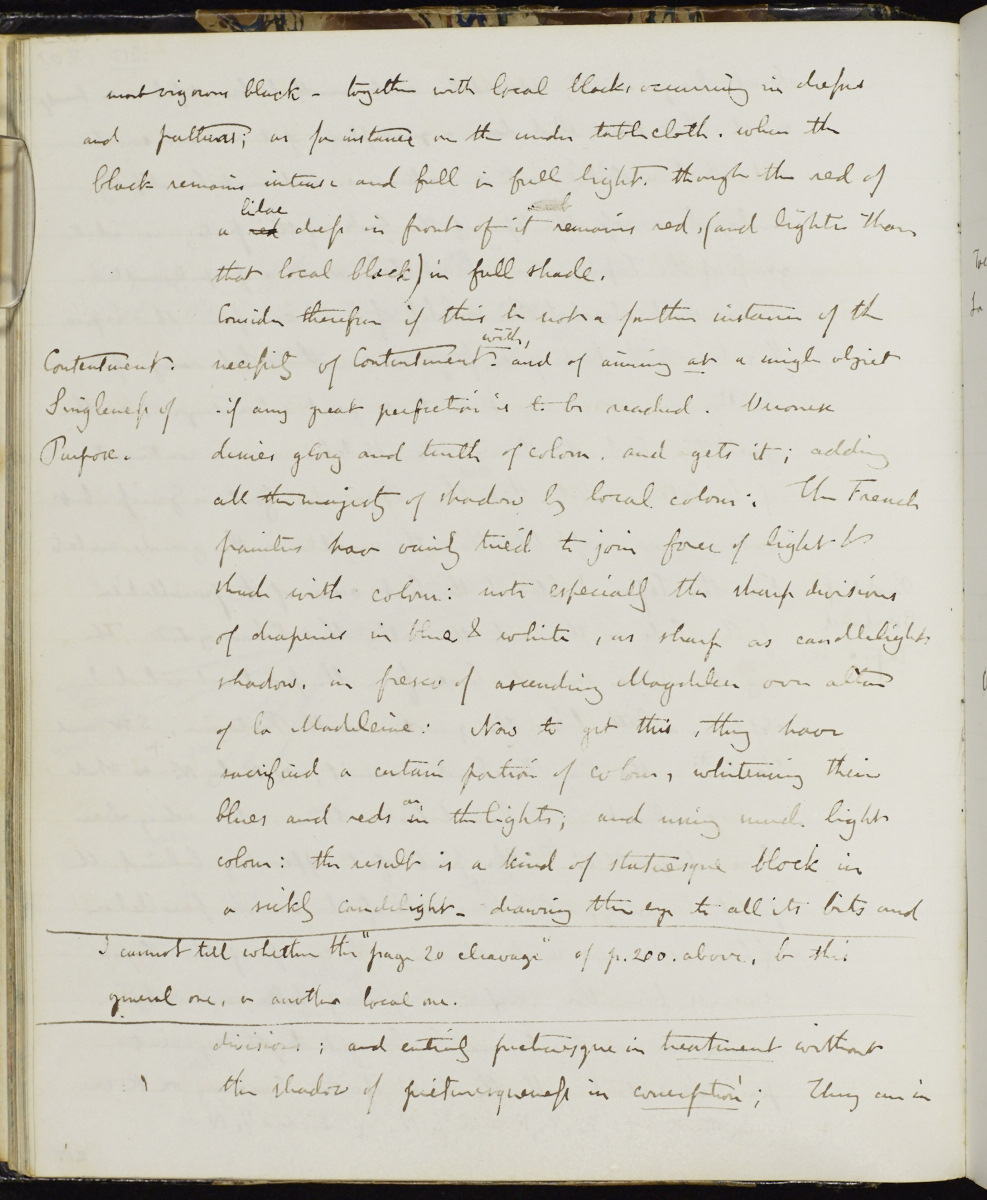 most vigorous black - together with local blacks occurring in dresses
and patterns; as for instance on the under tablecloth. when the
black remains intense and full in full light. though the red of
lilac
a red dress in front of it remains red, (and lighter than
that local black) in full shade.
Consider therefore if this be not a further instance of the
with,
Contentment. necessity of Contentment. and of aiming at a single object
Singleness of . if any great perfection is to be reached. Veronese
Purpose. desires glory and truth of colour. and gets it; adding
all the majesty of shadow by local colour: The French
painters have vainly tried to join force of light &
shade with colour: note especially the sharp divisions
of draperies in blue & white, as sharp as candlelight
shadow. in fresco of ascending Magdalen over altar
of la Madeleine: Now to get this, they have
sacrificed a certain portion of colour, whitening their
blues and reds in the lights; and using much light
colour: the result is a kind of statuesque block in
a sickly candlelight - drawing the eye to all its bits and
I cannot tell whether the "page 20 cleavage" of p. 200. above, be this
general one, or another local one.
divisions; and entirely picturesque in treatment without
the shadow of picturesqueness in conception; They are in